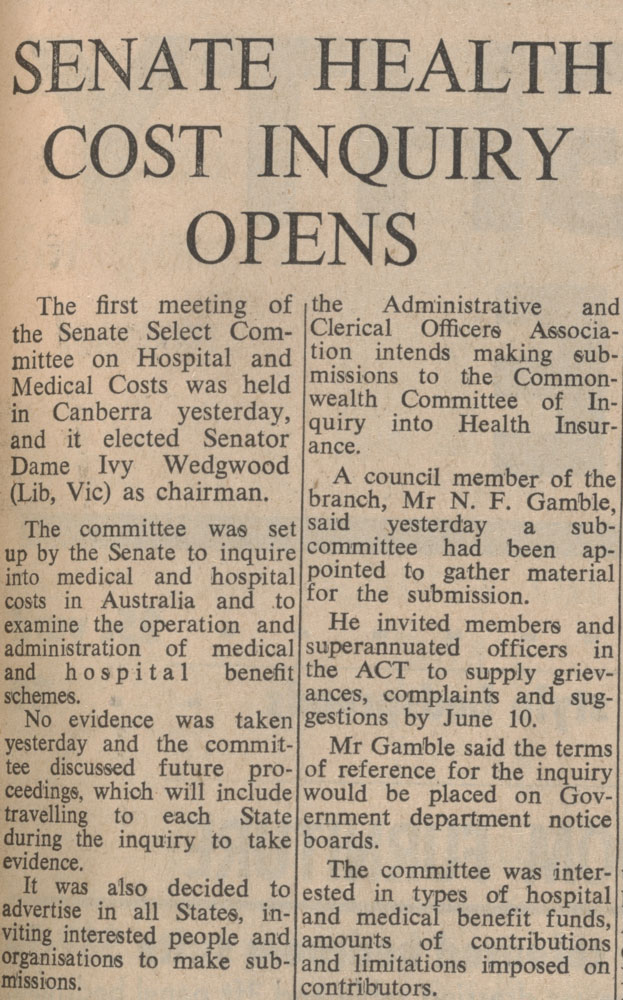 SENATE HEALTH
COST INQUIRY
OPENS
The first meeting of
the Senate Select Com-
mittee on Hospital and
Medical Costs was held
in Canberra yesterday,
and it elected Senator
Dame Ivy Wedgwood
(Lib, Vic) as chairman.
The committee was set
up by the Senate to inquire
into medical and hospital
costs in Australia and to
examine the operation and
administration of medical
and hospital benefit
schemes.
No evidence was taken
yesterday and the commit-
tee discussed future pro-
ceedings, which will include
travelling to each State
during the inquiry to take
evidence.
It was also decided to
advertise in all States, in-
viting interested people and
organisations to make sub-
missions.
the Administrative and
Clerical Officers Associa-
tion intends making sub-
missions to the Common-
wealth Committee of In-
quiry into Health Insur-
ance.
A council member of the
branch, Mr N. F. Gamble,
said yesterday a sub-
committee had been ap-
pointed to gather material
for the submission.
He invited members and
superannuated officers in
the ACT to supply griev-
ances, complaints and sug-
gestions by June 10.
Mr Gamble said the terms
of reference for the inquiry
would be placed on Gov-
ernment department notice
boards.
The committee was inter-
ested in types of hospital
and medical benefit funds,
amounts of contributions
and limitations imposed on
contributors.